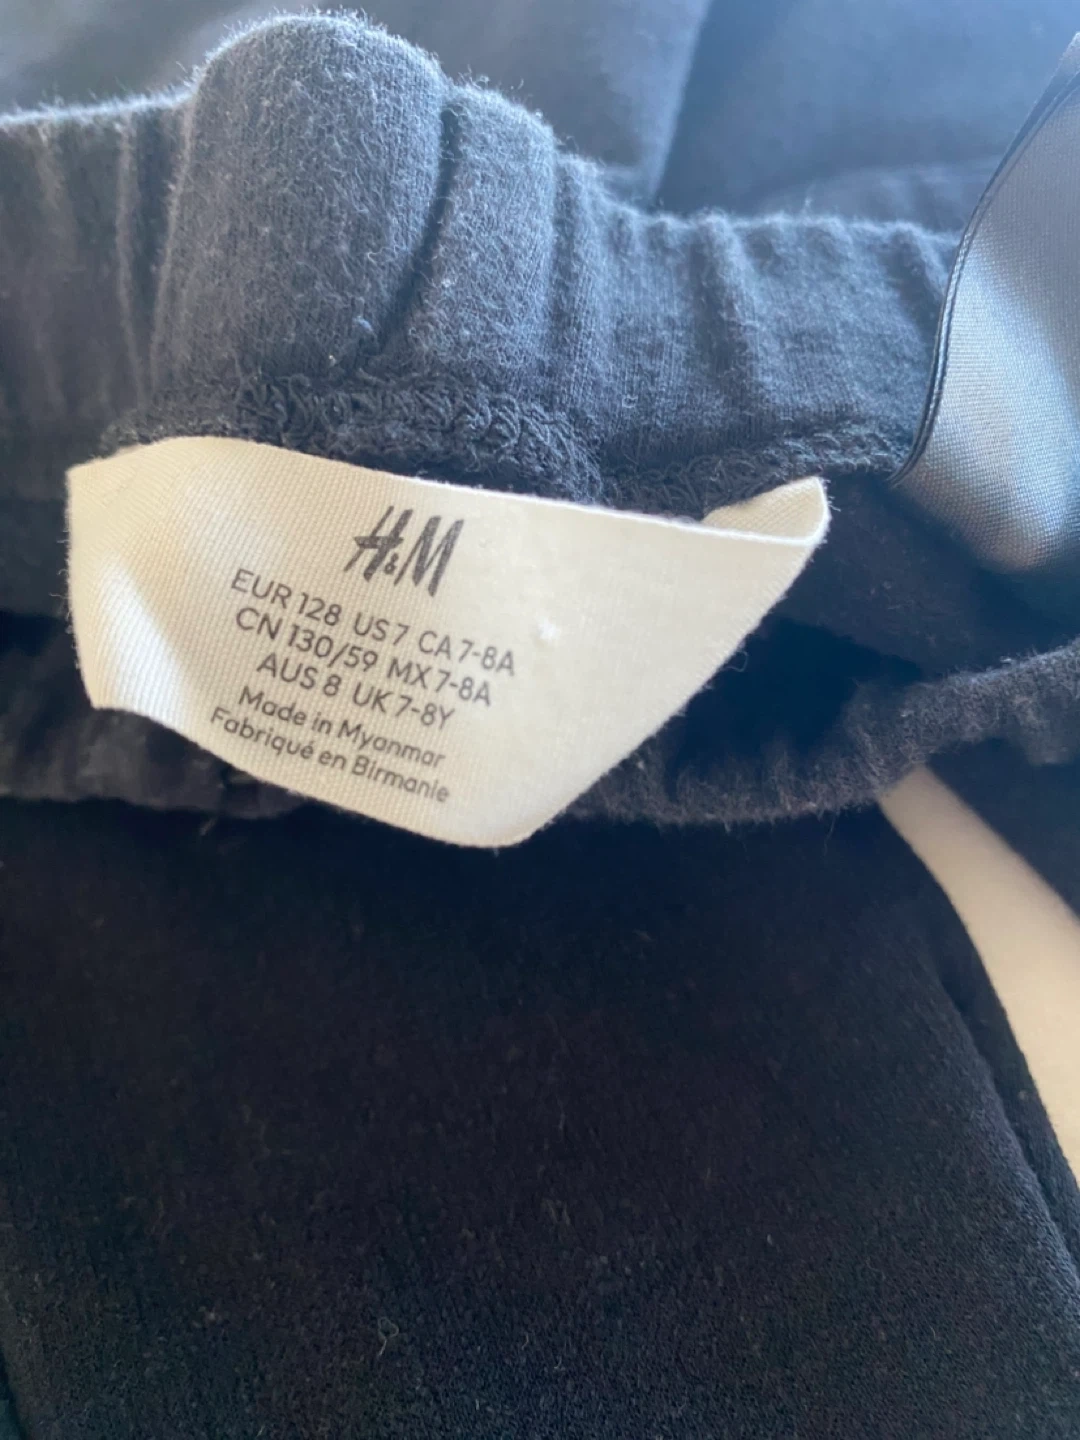 H&M
EUR 128 US 7 CA 7-8A
CN 130/59 MX 7-8A
AUS 8 UK 7-8Y
Made in Myanmar
Fabriqué en Birmanie